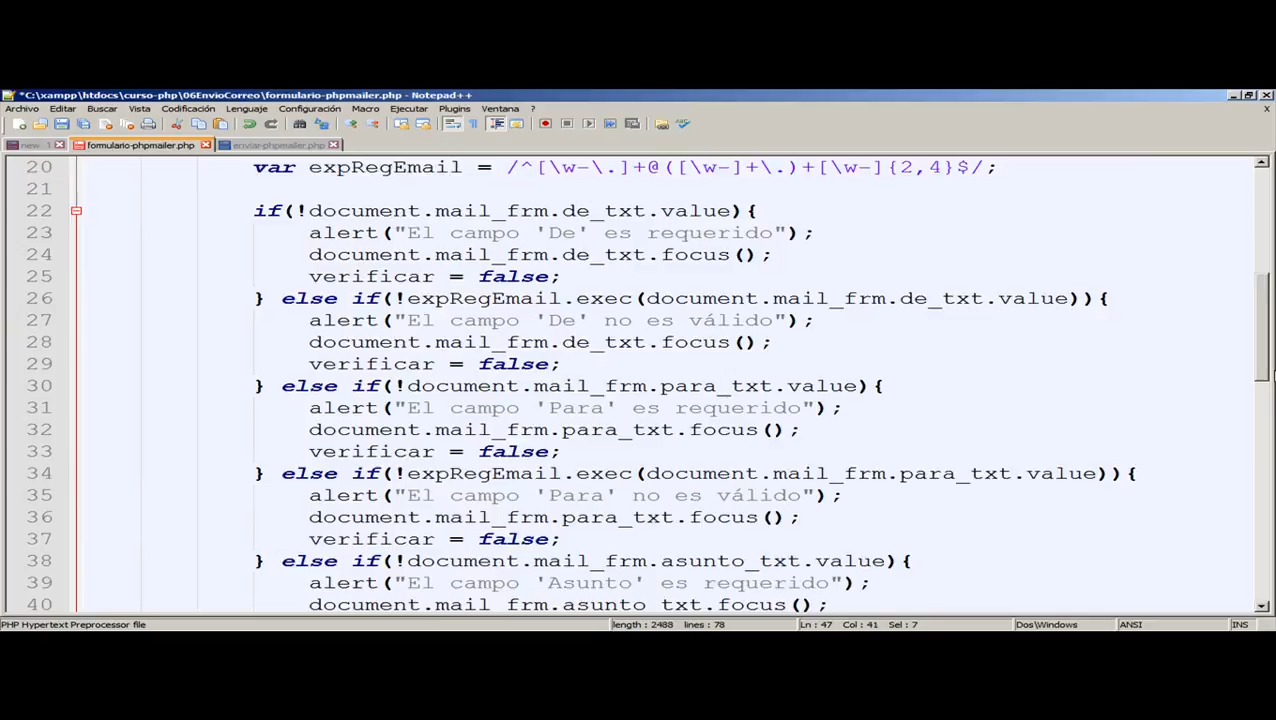 *C:\xampp\htdocs\curso-php\06EnvioCorreo\formulario-phpmailer.php - Notepad++
Archivo Editar Buscar Vista Codificación Lenguaje Configuración Macro Ejecutar Plugins Ventana ? X
new 1 formulario-phpmailer.php enviar-phpmailer.php
20 var expRegEmail = /^[\w-\.]+@([\w-]+\.)+[\w-]{2,4}$/;
21
22 if(!document.mail_frm.de_txt.value){
23 alert("El campo 'De' es requerido");
24 document.mail_frm.de_txt.focus();
25 verificar = false;
26 } else if(!expRegEmail.exec(document.mail_frm.de_txt.value)){
27 alert("El campo 'De' no es válido");
28 document.mail_frm.de_txt.focus();
29 verificar = false;
30 } else if(!document.mail_frm.para_txt.value){
31 alert("El campo 'Para' es requerido");
32 document.mail_frm.para_txt.focus();
33 verificar = false;
34 } else if(!expRegEmail.exec(document.mail_frm.para_txt.value)){
35 alert("El campo 'Para' no es válido");
36 document.mail_frm.para_txt.focus();
37 verificar = false;
38 } else if(!document.mail_frm.asunto_txt.value){
39 alert("El campo 'Asunto' es requerido");
40 document.mail_frm.asunto_txt.focus();
PHP Hypertext Preprocessor file length : 2488 lines : 78 Ln : 47 Col : 41 Sel : 7 Dos\Windows ANSI INS